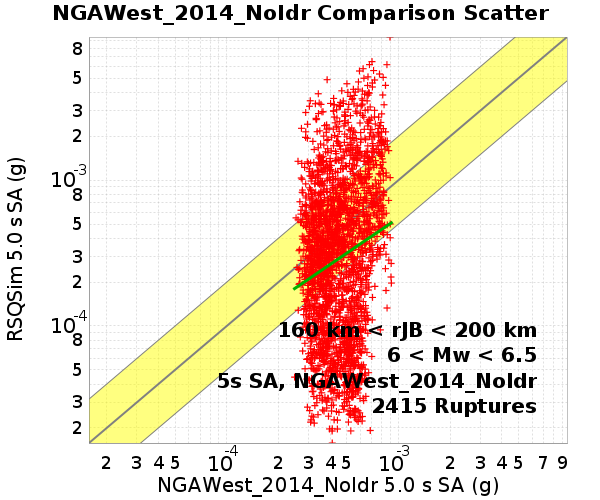 NGAWest_2014_NoIdr Comparison Scatter
RSQSim 5.0 s SA (g)
8
5
3
2
10-3
8
5
3
2
10-4
8
5
3
2
160 km < rJB < 200 km
6 < Mw < 6.5
5s SA, NGAWest_2014_NoIdr
2415 Ruptures
2 3 4 5 10-4 2 3 4 5 10-3 2 3 4 5 7 9
NGAWest_2014_NoIdr 5.0 s SA (g)